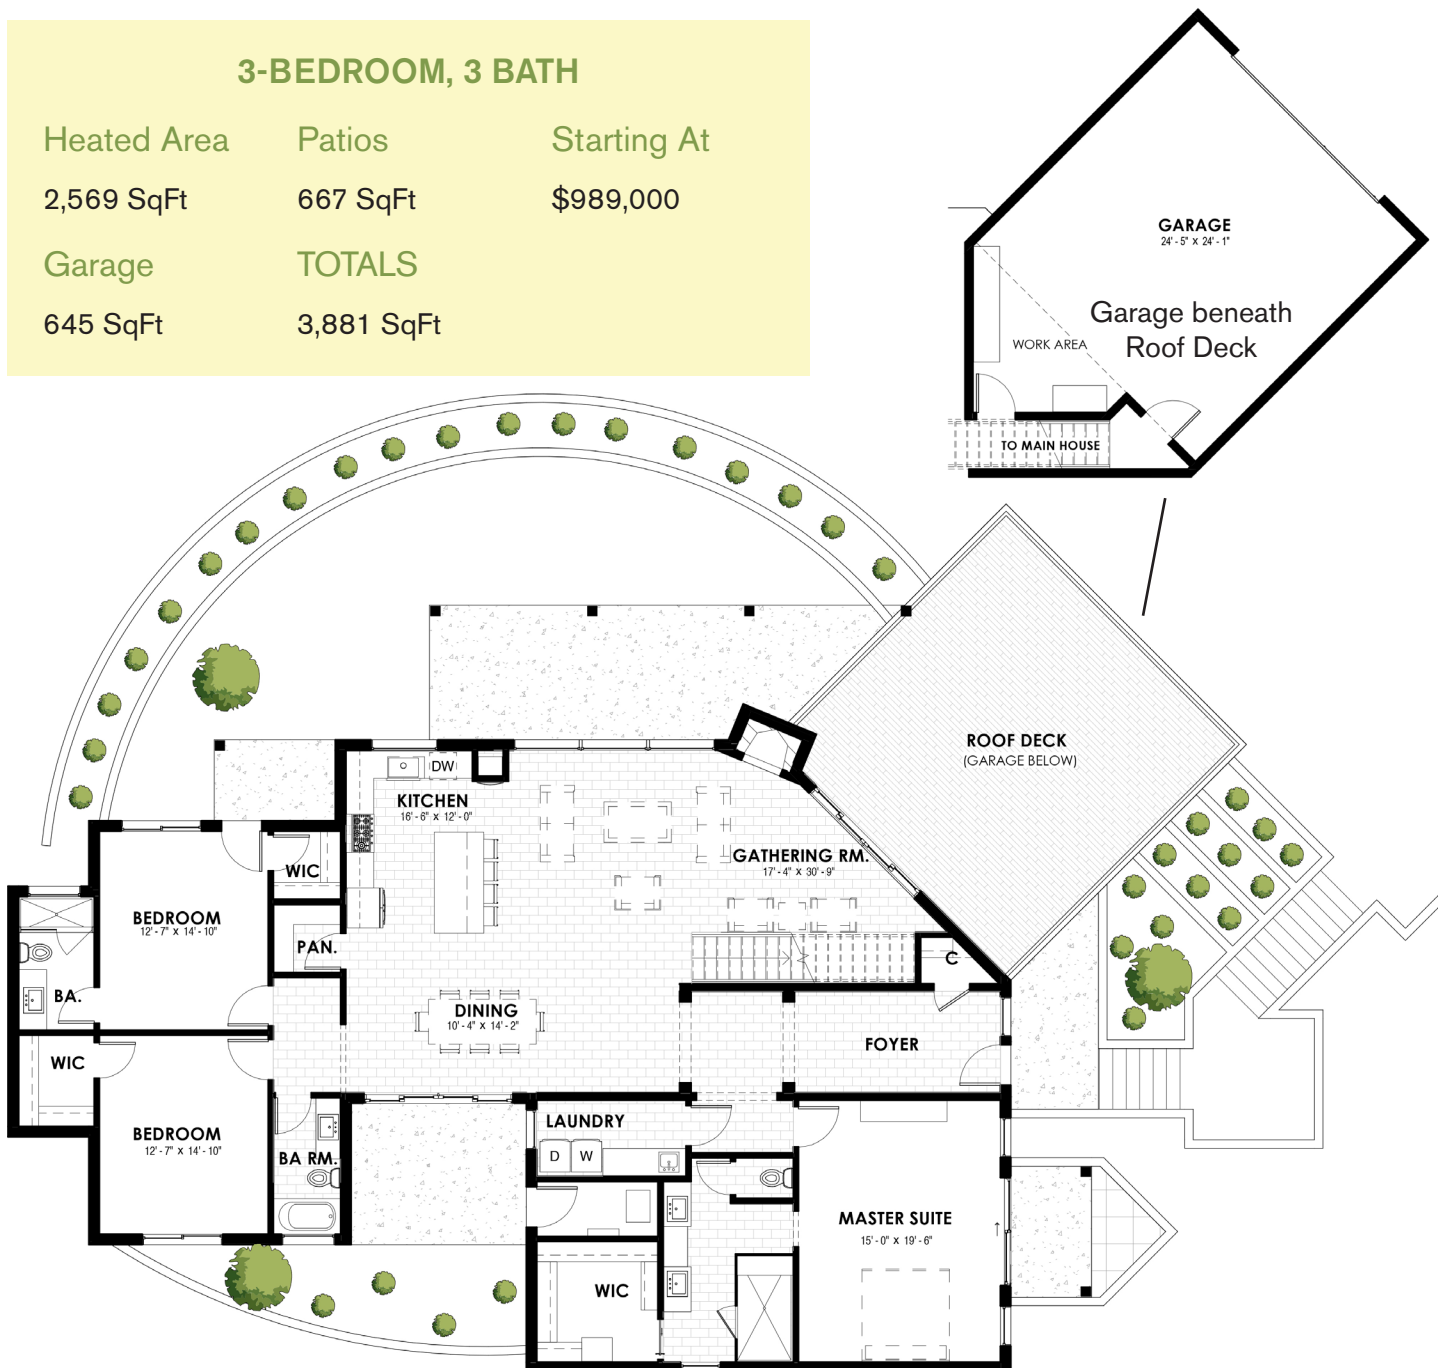 3-BEDROOM, 3 BATH
Heated Area
Patios
Starting At
2,569 SqFt
667 SqFt
$989,000
Garage
TOTALS
645 SqFt
3,881 SqFt
GARAGE
24' - 5" X 24' - 1"
Garage beneath
Roof Deck
WORK AREA
TO MAIN HOUSE
ROOF DECK
(GARAGE BELOW)
DW
KITCHEN
16' - 6" X 12' - 0"
GATHERING RM.
17' - 4" X 30' - 9"
WIC
BEDROOM
12' - 7" X 14' - 10"
PAN.
C
BA.
DINING
10' - 4" X 14' - 2"
FOYER
WIC
BEDROOM
12' - 7" X 14' - 10"
BA RM.
LAUNDRY
D
W
MASTER SUITE
15' - 0" X 19' - 6"
WIC